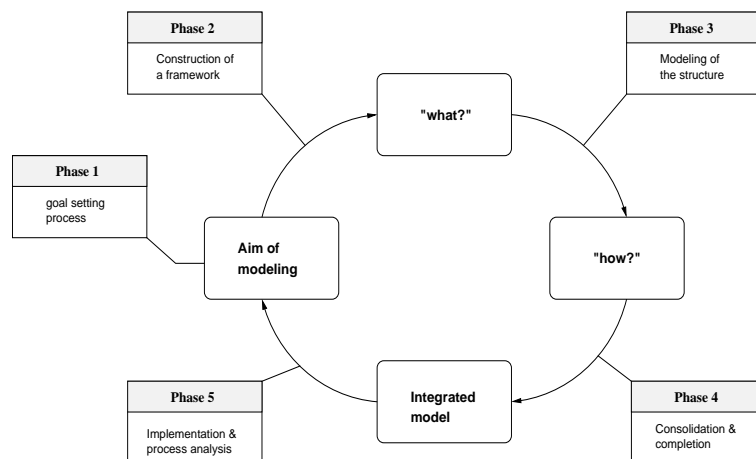 Phase 2
Construction of
a framework
Phase 3
Modeling of
the structure
"what?"
Phase 1
goal setting
process
Aim of
modeling
"how?"
Phase 5
Implementation &
process analysis
Integrated
model
Phase 4
Consolidation &
completion